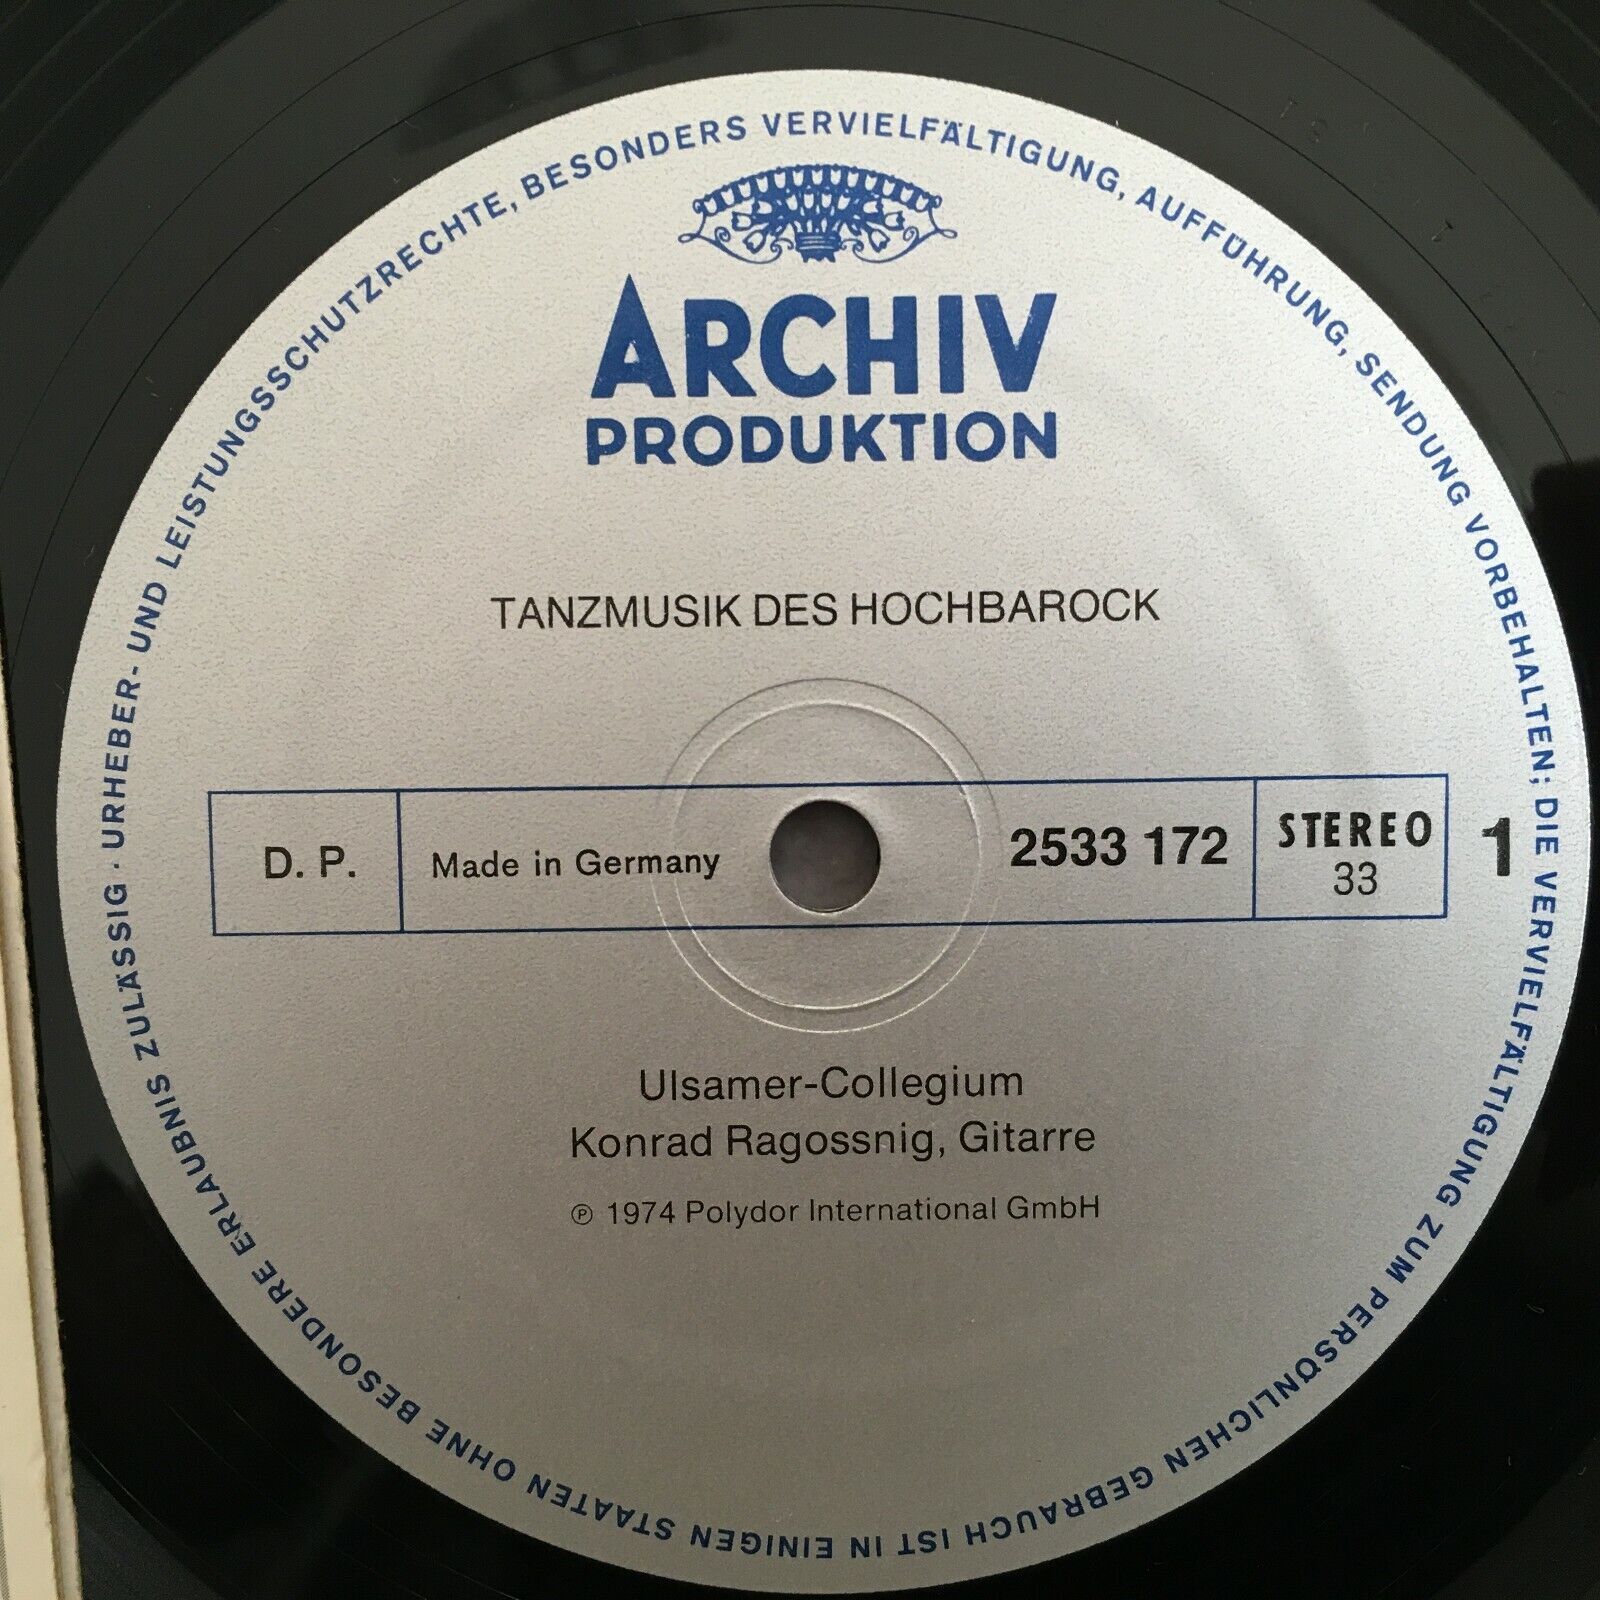 URHEBER- UND LEISTUNGSSCHUTZRECHTE, BESONDERS VERVIELFÄLTIGUNG, AUFFÜHRUNG, SENDUNG VORBEHALTEN; DIE VERVIELFÄLTIGUNG ZUM PERSÖNLICHEN GEBRAUCH IST IN EINIGEN STAATEN OHNE BESONDERE ERLAUBNIS ZULÄSSIG ·
ARCHIV
PRODUKTION
TANZMUSIK DES HOCHBAROCK
D. P. Made in Germany 2533 172 STEREO 1
33
Ulsamer-Collegium
Konrad Ragossnig, Gitarre
℗ 1974 Polydor International GmbH